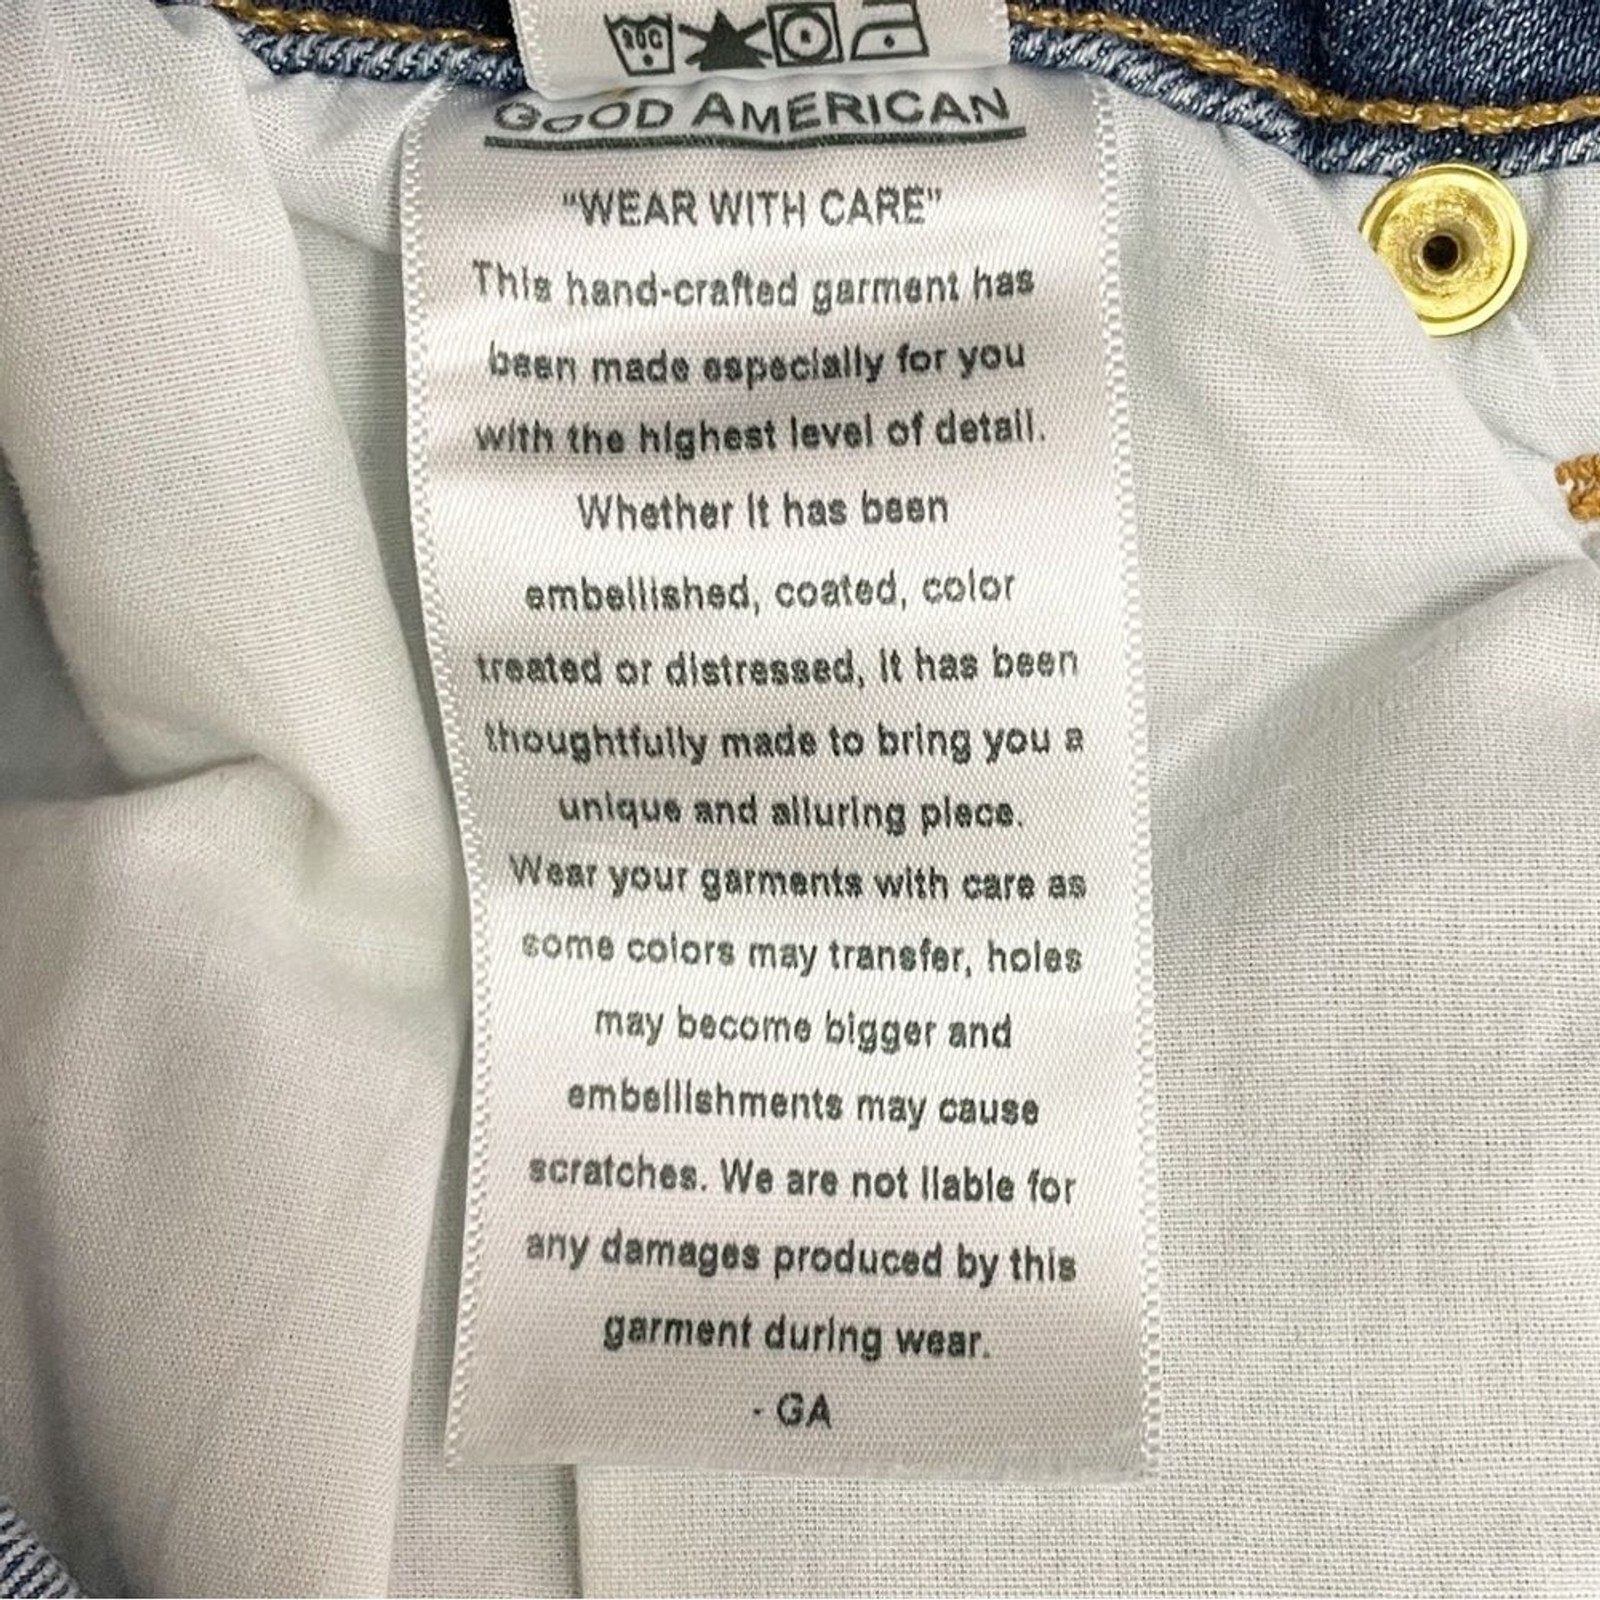 GOOD AMERICAN
"WEAR WITH CARE"
This hand-crafted garment has
been made especially for you
with the highest level of detail.
Whether it has been
embellished, coated, color
treated or distressed, it has been
thoughtfully made to bring you a
unique and alluring piece.
Wear your garments with care as
some colors may transfer, holes
may become bigger and
embellishments may cause
scratches. We are not liable for
any damages produced by this
garment during wear.
- GA